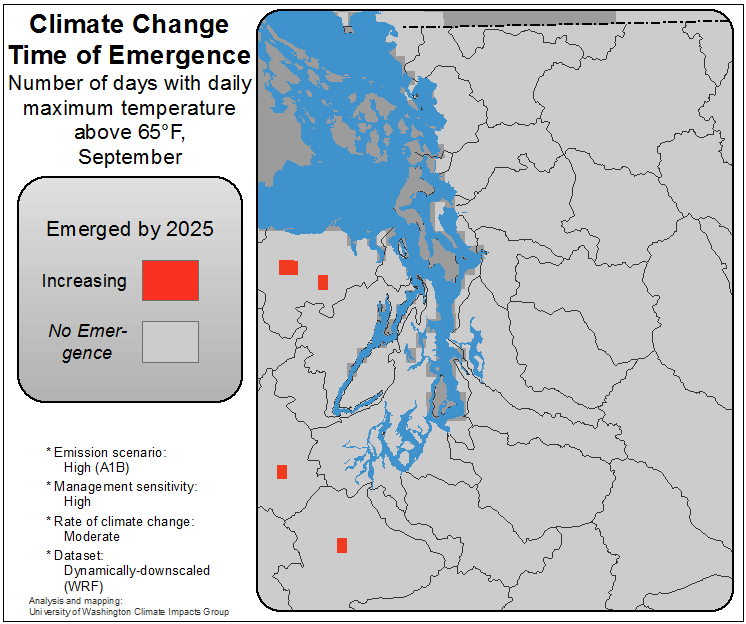 Climate Change
Time of Emergence
Number of days with daily
maximum temperature
above 65°F,
September
Emerged by 2025
Increasing
No Emer-
gence
* Emission scenario:
High (A1B)
* Management sensitivity:
High
* Rate of climate change:
Moderate
* Dataset:
Dynamically-downscaled
(WRF)
Analysis and mapping:
University of Washington Climate Impacts Group